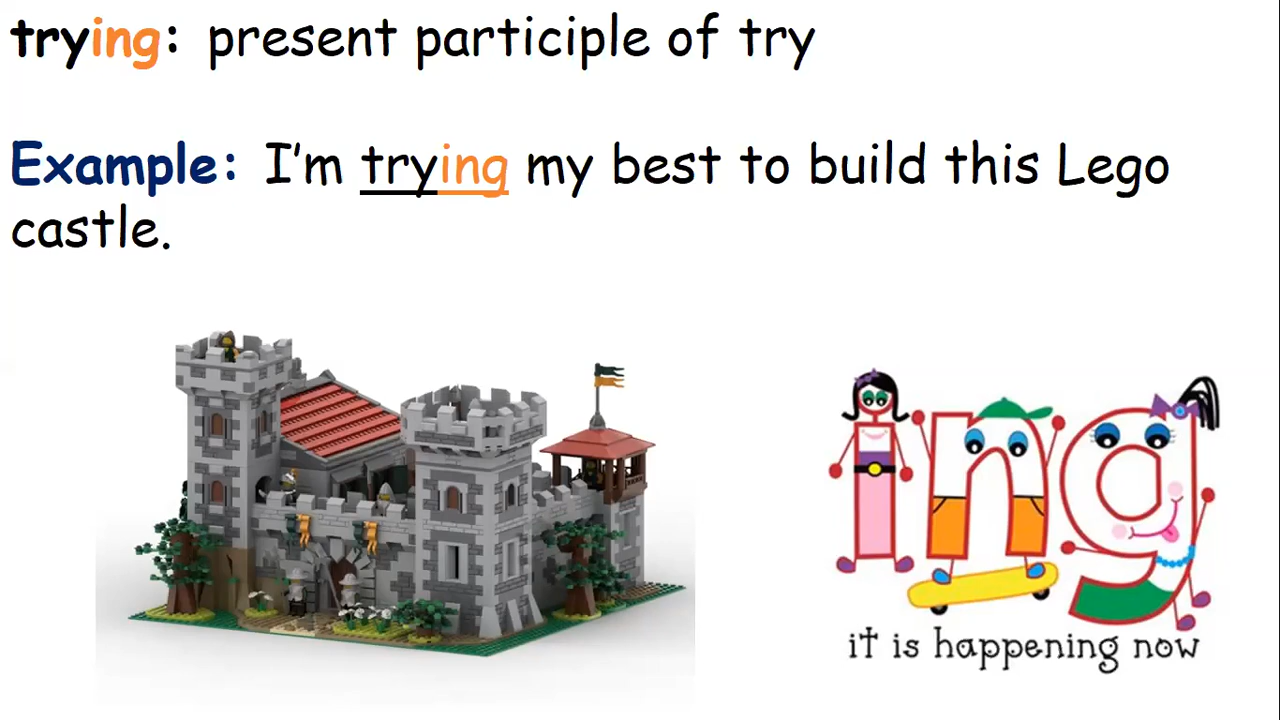 trying: present participle of try
Example: I’m trying my best to build this Lego
castle.
ing
it is happening now